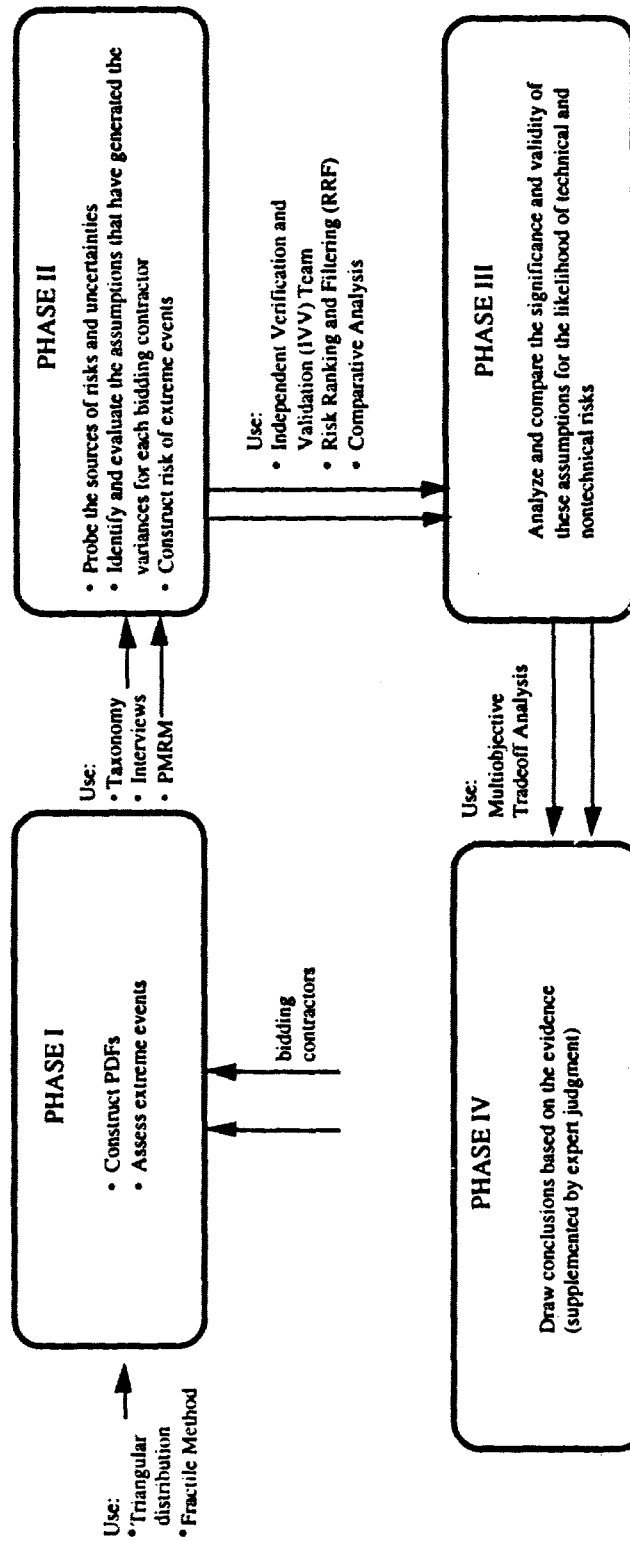 Use:
• Triangular
distribution
• Fractile Method
PHASE I
• Construct PDFs
• Assess extreme events
bidding
contractors
Use:
• Taxonomy
• Interviews
• PMRM
PHASE II
• Probe the sources of risks and uncertainties
• Identify and evaluate the assumptions that have generated the
variances for each bidding contractor
• Construct risk of extreme events
Use:
• Independent Verification and
Validation (IVV) Team
• Risk Ranking and Filtering (RRF)
• Comparative Analysis
PHASE III
Analyze and compare the significance and validity of
these assumptions for the likelihood of technical and
nontechnical risks
Use:
Multiobjective
Tradeoff Analysis
PHASE IV
Draw conclusions based on the evidence
(supplemented by expert judgment)